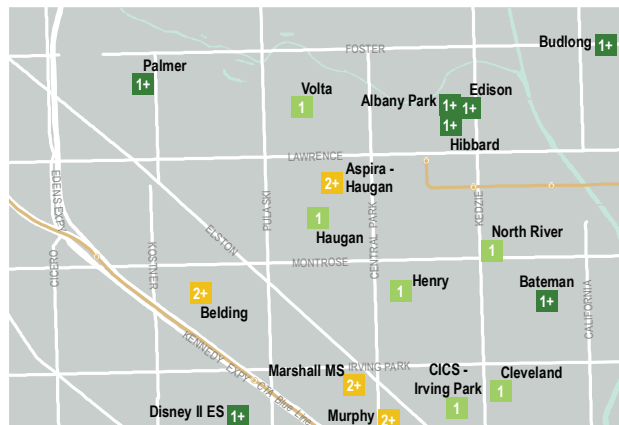 FOSTER
Budlong
1+
Palmer
1+
Volta
1
Albany Park
1+
Edison
1+
1+
Hibbard
LAWRENCE
Aspira -
Haugan
2+
EDENS EXPY
CICERO
KOSTNER
PULASKI
ELSTON
CENTRAL PARK
KEDZIE
CALIFORNIA
1
Haugan
North River
1
MONTROSE
2+
Belding
1
Henry
Bateman
1+
KENNEDY EXPY - CTA Blue Line
IRVING PARK
Marshall MS
2+
CICS -
Irving Park
1
Cleveland
1
Disney II ES
1+
Murphy
2+